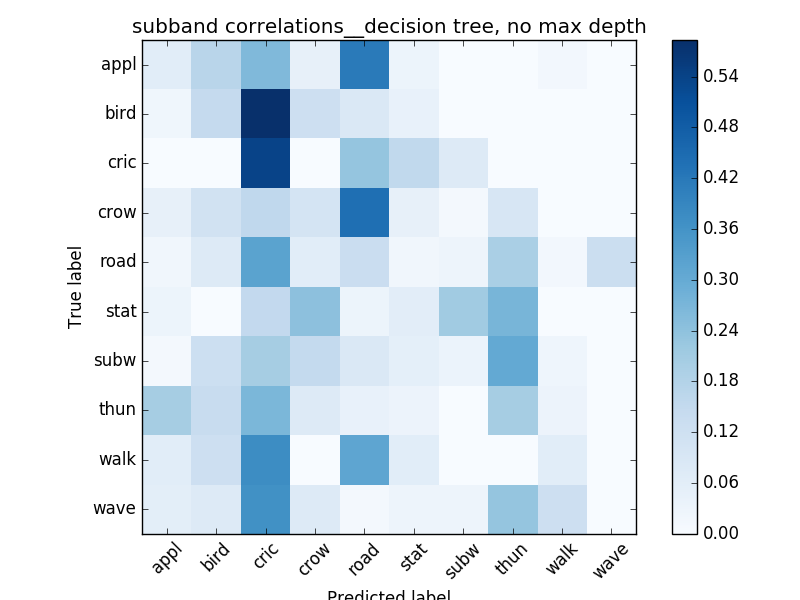 subband correlations__decision tree, no max depth
True label
appl
bird
cric
crow
road
stat
subw
thun
walk
wave
appl bird cric crow road stat subw thun walk wave
Predicted label
0.54
0.48
0.42
0.36
0.30
0.24
0.18
0.12
0.06
0.00